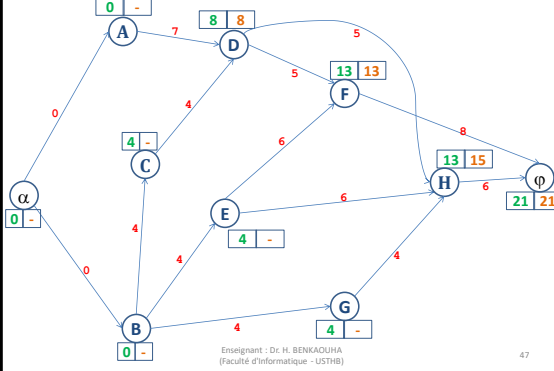 0 -
A
7
8 8
D
5
5
13 13
F
0
4
4 -
C
6
8
13 15
H
6
φ
21 21
α
0 -
E
4 -
6
4
4
0
4
G
4 -
4
B
0 -
Enseignant : Dr. H. BENKAOUHA
(Faculté d'Informatique - USTHB)
47